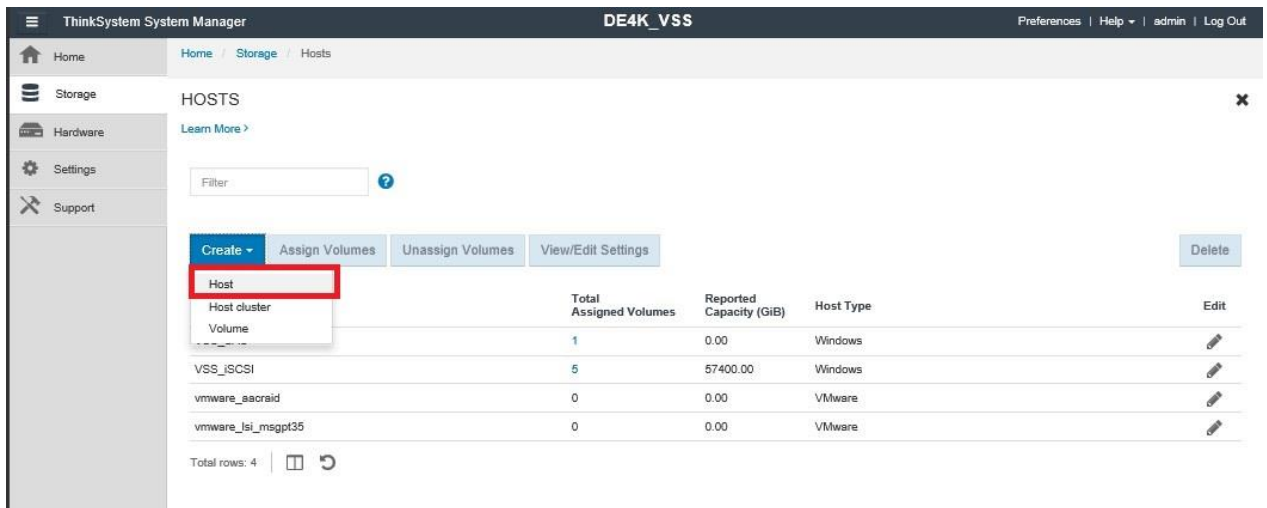 ThinkSystem System Manager
DE4K_VSS
Preferences | Help | admin | Log Out
Home
Storage
Hardware
Settings
Support
Home / Storage / Hosts
HOSTS
Learn More >
Filter
Create
Assign Volumes
Unassign Volumes
View/Edit Settings
Delete
Host
Host cluster
Volume
Total Assigned Volumes
Reported Capacity (GiB)
Host Type
Edit
1 0.00 Windows
VSS_iSCSI 5 57400.00 Windows
vmware_aacraid 0 0.00 VMware
vmware_lsi_msgpt35 0 0.00 VMware
Total rows: 4